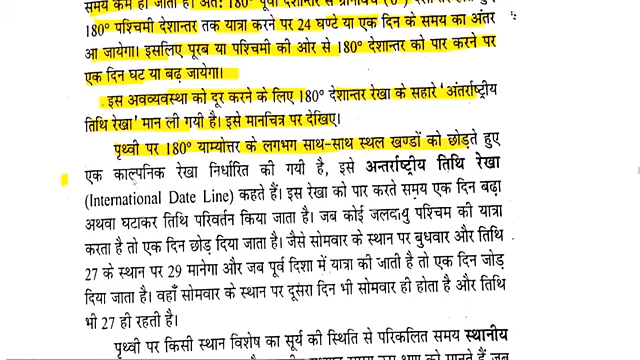 समय कम हो जाता है। अतः 180° पूर्वी देशान्तर से ग्रीनविच (0°)
180° पश्चिमी देशान्तर तक यात्रा करने पर 24 घण्टे या एक दिन के समय का अंतर
आ जायेगा। इसलिए पूरब या पश्चिमी की ओर से 180° देशान्तर को पार करने पर
एक दिन घट या बढ़ जायेगा।
इस अवव्यवस्था को दूर करने के लिए 180° देशान्तर रेखा के सहारे 'अंतर्राष्ट्रीय
तिथि रेखा' मान ली गयी है। इसे मानचित्र पर देखिए।
पृथ्वी पर 180° याम्योत्तर के लगभग साथ-साथ स्थल खण्डों को छोड़ते हुए
एक काल्पनिक रेखा निर्धारित की गयी है, इसे अन्तर्राष्ट्रीय तिथि रेखा
(International Date Line) कहते हैं। इस रेखा को पार करते समय एक दिन बढ़ा
अथवा घटाकर तिथि परिवर्तन किया जाता है। जब कोई पश्चिम की यात्रा
करता है तो एक दिन छोड़ दिया जाता है। जैसे सोमवार के स्थान पर बुधवार और तिथि
27 के स्थान पर 29 मानेगा और जब पूर्व दिशा में यात्रा की जाती है तो एक दिन जोड़
दिया जाता है। वहाँ सोमवार के स्थान पर दूसरा दिन भी सोमवार ही होता है और तिथि
भी 27 ही रहती है।
पृथ्वी पर किसी स्थान विशेष का सूर्य की स्थिति से परिकलित समय स्थानीय